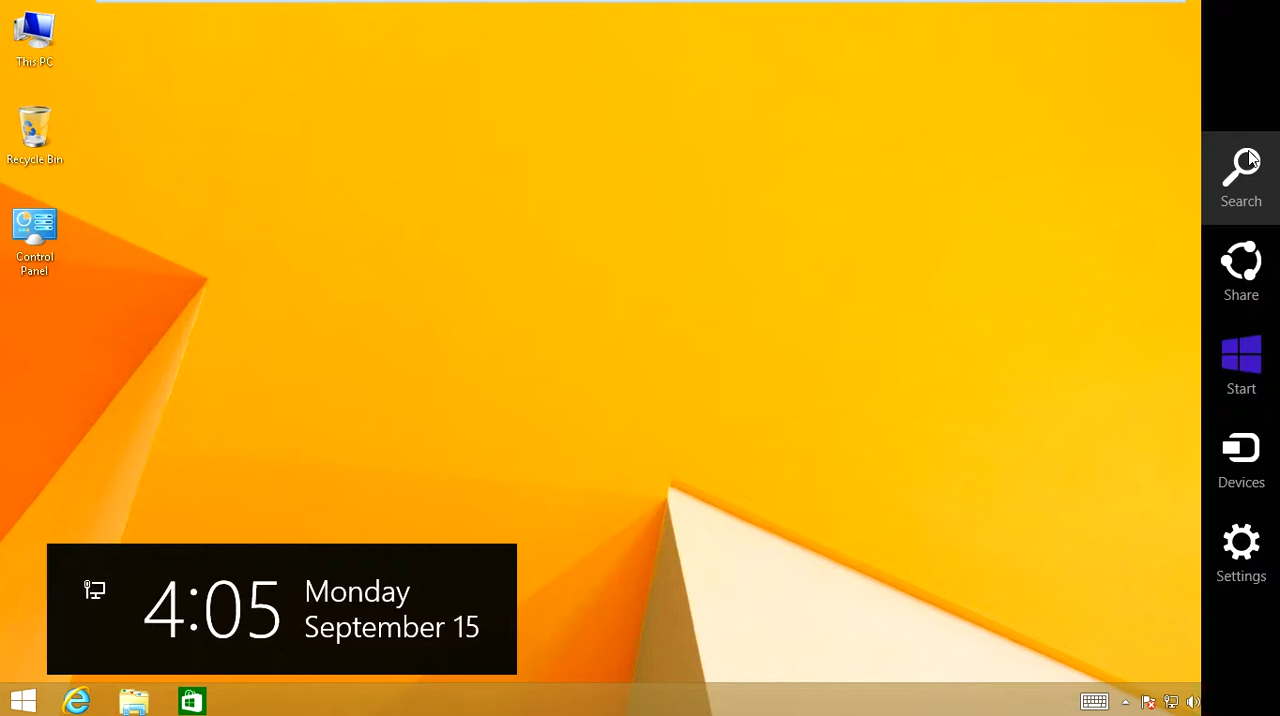 This PC
Recycle Bin
Control
Panel
Search
Share
Start
Devices
Settings
4:05
Monday
September 15